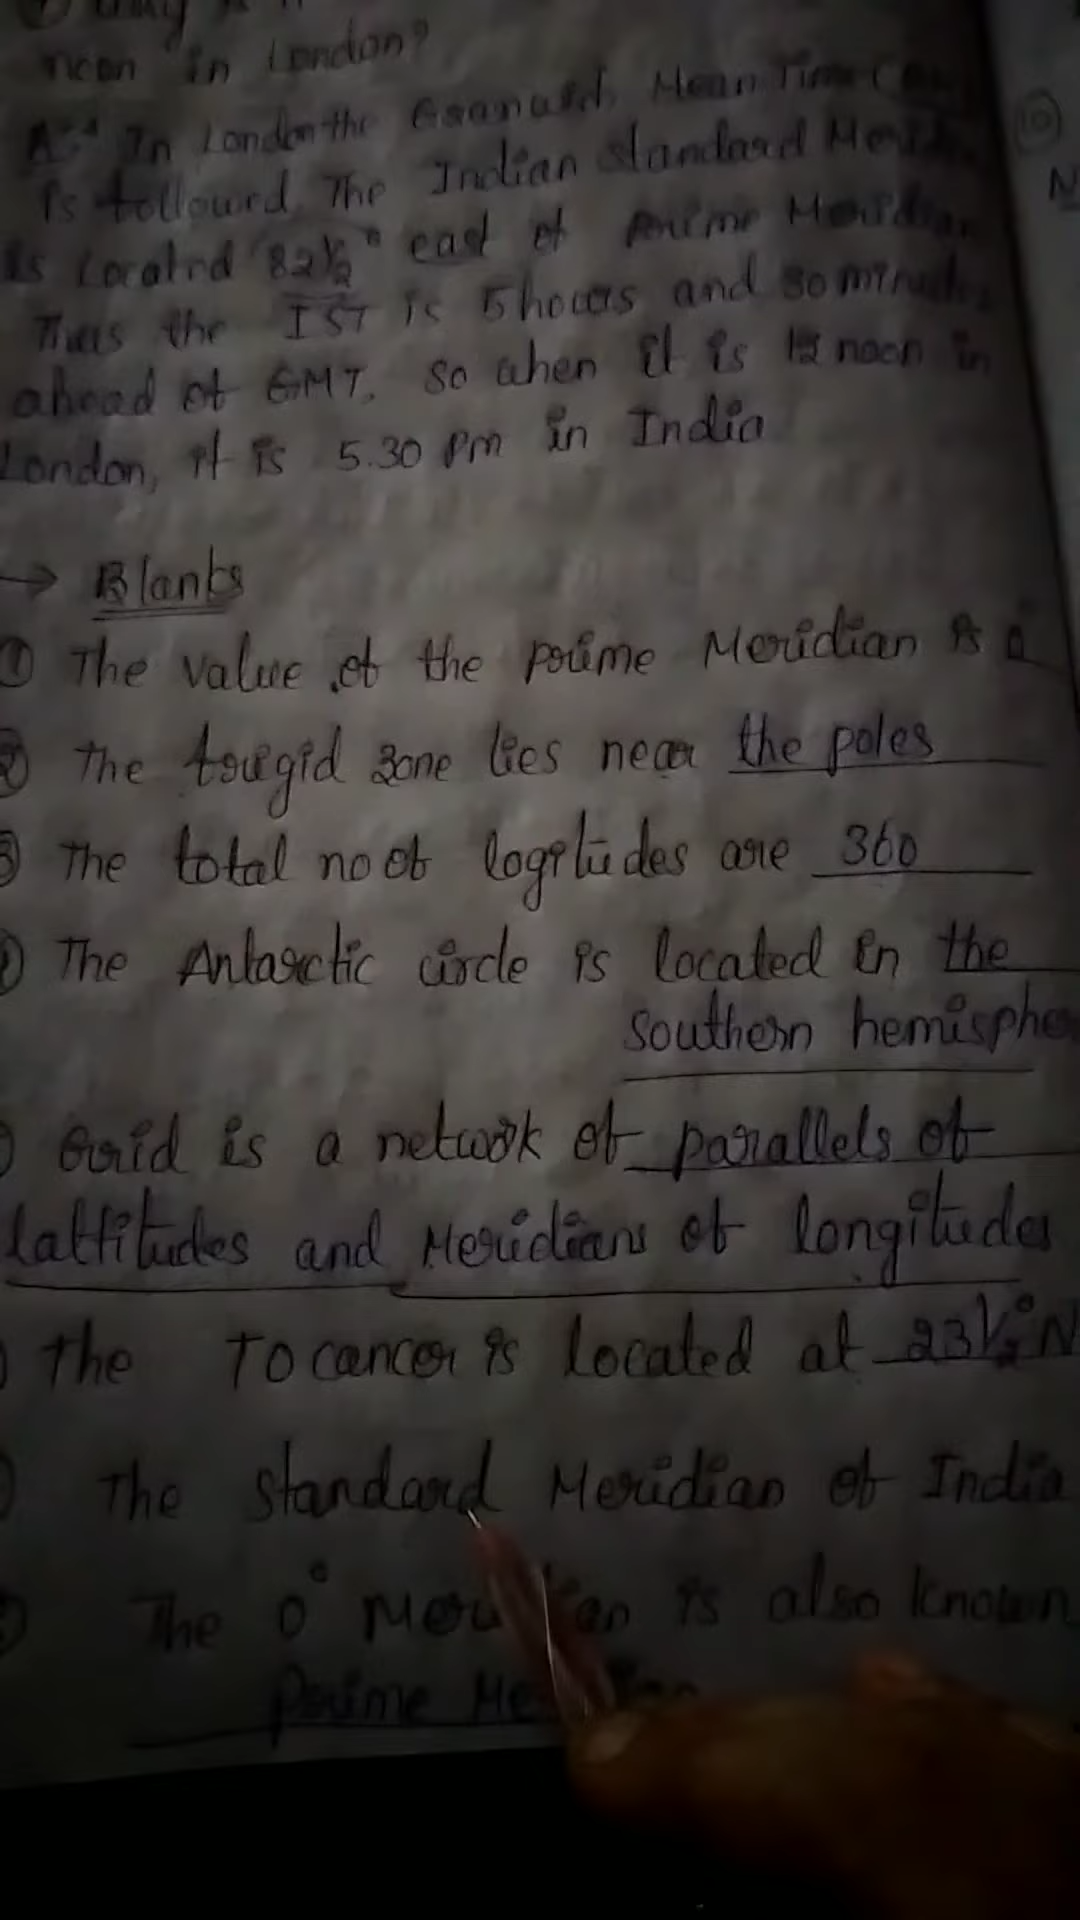 noon in London?
A:- In London the Greenwich Mean Time
is followed. The Indian standard
is Located 82½° east of Prime Meridian
Thus the IST is 5 hours and 30 minutes
ahead of GMT. so when it is 12 noon in
London, it is 5.30 Pm in India
→ Blanks
① The value of the prime Meridian is 0°
② The tourgid zone lies near the poles
③ The total no of logitudes are 360
The Antarctic circle is located in the
southern hemisphe
Grid is a network of parallels of
lattitudes and Meridians of longitudes
The To cancer is located at 23½°N
The standard Meridian of India
The 0° is also known
Prime
⑩
N